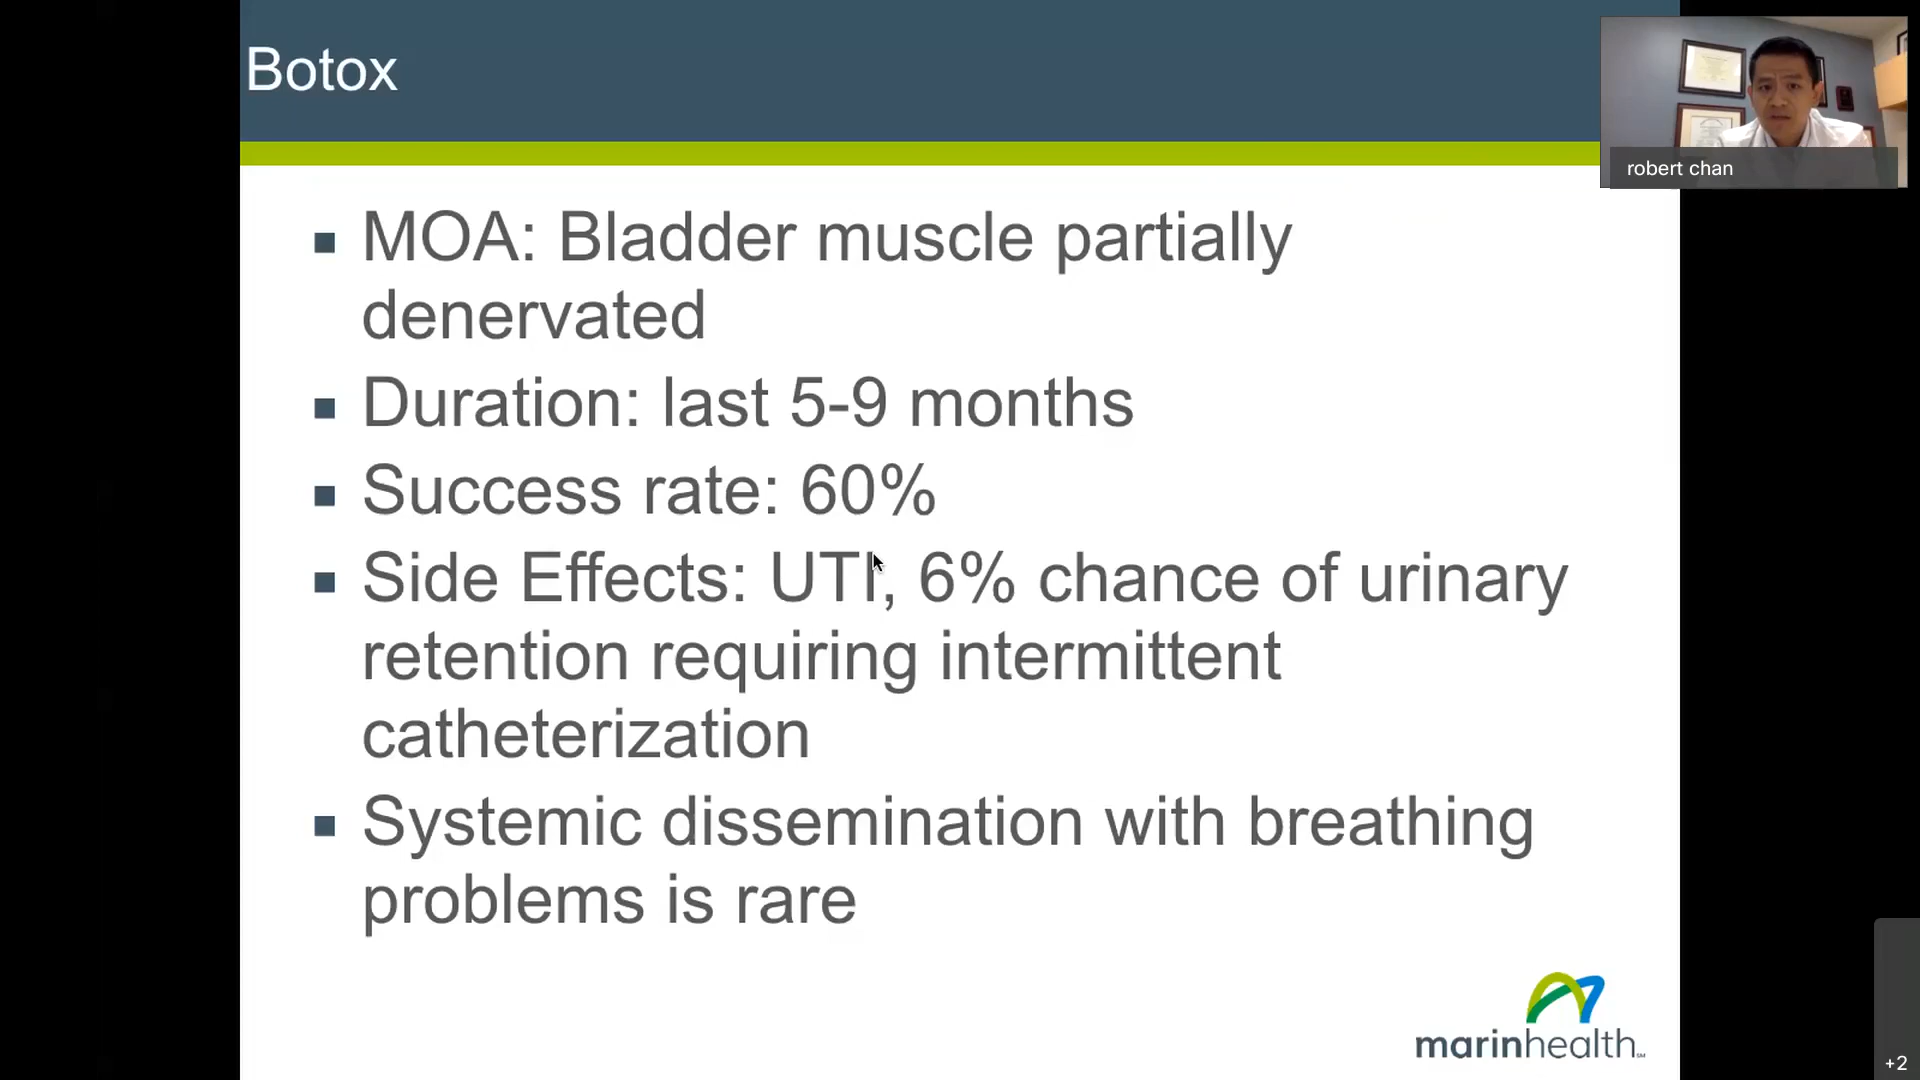 Botox
robert chan
MOA: Bladder muscle partially
denervated
Duration: last 5-9 months
Success rate: 60%
Side Effects: UTI, 6% chance of urinary
retention requiring intermittent
catheterization
Systemic dissemination with breathing
problems is rare
marinhealth℠
+2